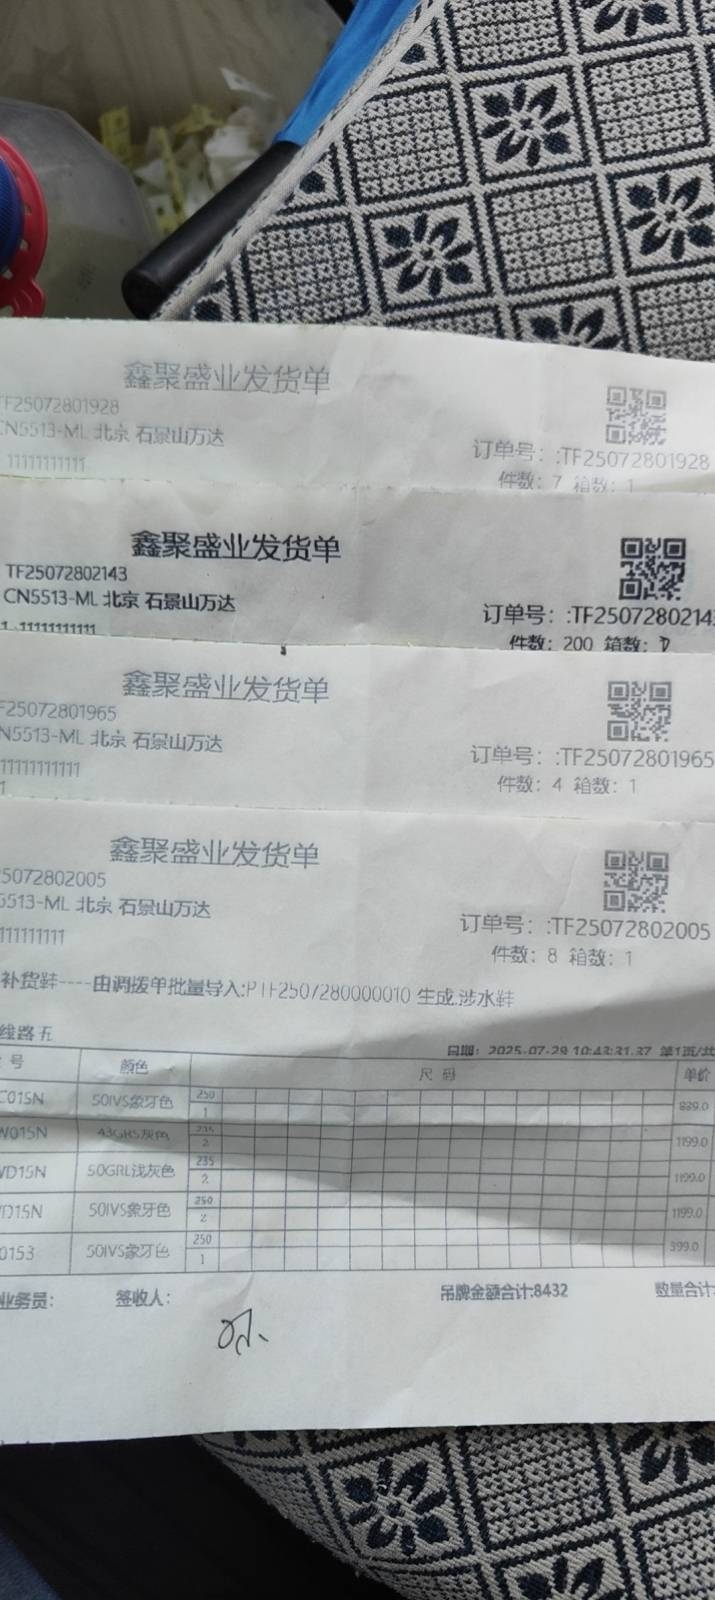 鑫聚盛业发货单
TF25072801928
CN5513-ML 北京 石景山万达
订单号：:TF25072801928
11111111111
件数：7 箱数：1
鑫聚盛业发货单
TF25072802143
CN5513-ML 北京 石景山万达
订单号：:TF2507280214
1 11111111111
件数：200 箱数：
鑫聚盛业发货单
F25072801965
N5513-ML 北京 石景山万达
订单号：:TF25072801965
11111111111
件数：4 箱数：1
1
鑫聚盛业发货单
5072802005
5513-ML 北京 石景山万达
订单号：:TF25072802005
111111111
件数：8 箱数：1
补货鞋----由调拨单批量导入:PTF2507280000010 生成.涉水鞋
线路五
日期：2025-07-29 10:43:31.37 第1页/共
号 颜色 尺 码 单价
C015N 50IVS象牙色 250 1 839.0
W015N 43GRS灰色 235 2 1199.0
VD15N 50GRL浅灰色 235 2 1199.0
D15N 50IVS象牙色 250 2 1199.0
0153 50IVS象牙色 250 1 399.0
业务员： 签收人： 吊牌金额合计:8432 数量合计: